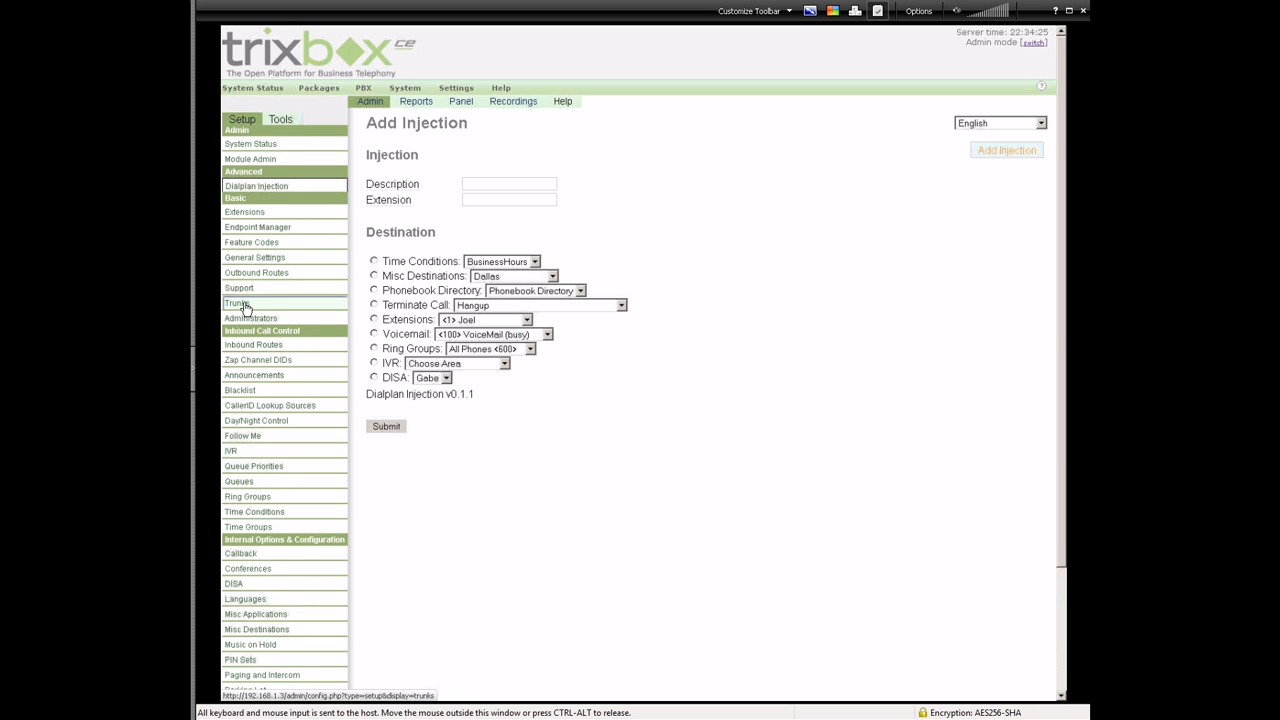 Customize Toolbar
Options
?
trixbox ce
The Open Platform for Business Telephony
Server time: 22:34:25
Admin mode [switch]
System Status Packages PBX System Settings Help
?
Admin Reports Panel Recordings Help
Setup Tools
Admin
System Status
Module Admin
Advanced
Dialplan Injection
Basic
Extensions
Endpoint Manager
Feature Codes
General Settings
Outbound Routes
Support
Trunks
Administrators
Inbound Call Control
Inbound Routes
Zap Channel DIDs
Announcements
Blacklist
CallerID Lookup Sources
Day/Night Control
Follow Me
IVR
Queue Priorities
Queues
Ring Groups
Time Conditions
Time Groups
Internal Options & Configuration
Callback
Conferences
DISA
Languages
Misc Applications
Misc Destinations
Music on Hold
PIN Sets
Paging and Intercom
Add Injection
English
Add Injection
Injection
Description
Extension
Destination
Time Conditions: BusinessHours
Misc Destinations: Dallas
Phonebook Directory: Phonebook Directory
Terminate Call: Hangup
Extensions: <1> Joel
Voicemail: <100> VoiceMail (busy)
Ring Groups: All Phones <600>
IVR: Choose Area
DISA: Gabe
Dialplan Injection v0.1.1
Submit
http://192.168.1.3/admin/config.php?type=setup&display=trunks
All keyboard and mouse input is sent to the host. Move the mouse outside this window or press CTRL-ALT to release.
Encryption: AES256-SHA